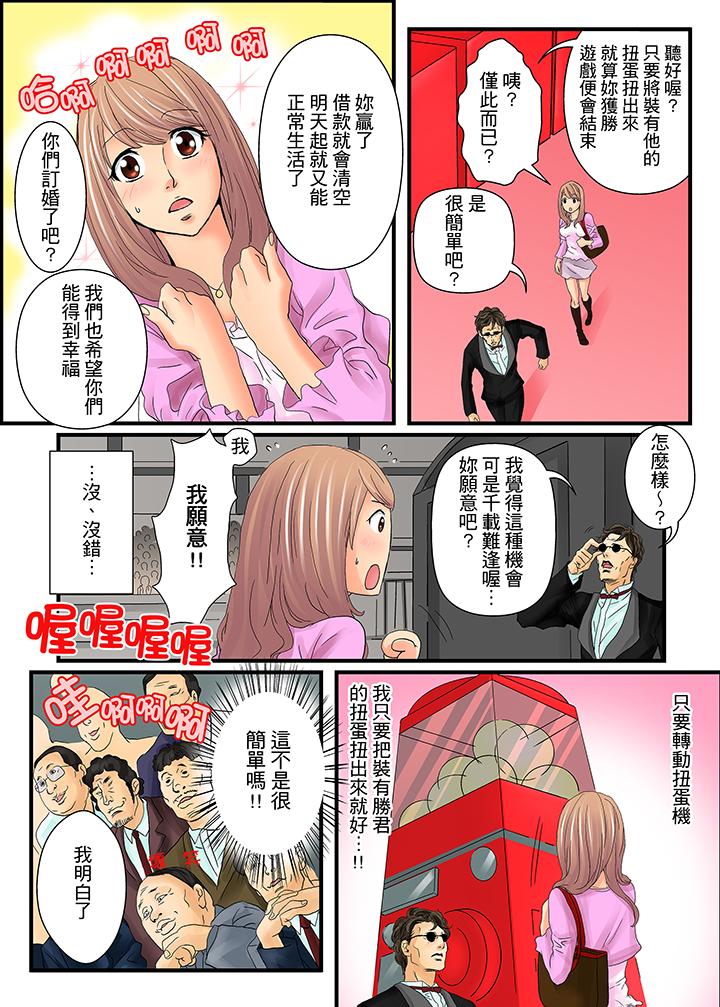 聽好喔？
只要將裝有他的
扭蛋扭出來
就算妳獲勝
遊戲便會結束
咦？
僅此而已？
是
很簡單吧？
妳贏了
借款就會清空
明天起就又能
正常生活了
哈啊啊啊啊啊
你們訂婚了吧？
我們也希望你們
能得到幸福
怎麼樣～？
我覺得這種機會
可是千載難逢喔…
妳願意吧？
我
我願意!!
…沒、沒錯…
喔喔喔喔
只要轉動扭蛋機
我只要把裝有勝君
的扭蛋扭出來就好…!!
這不是很
簡單嗎!!
哇啊啊啊
我明白了